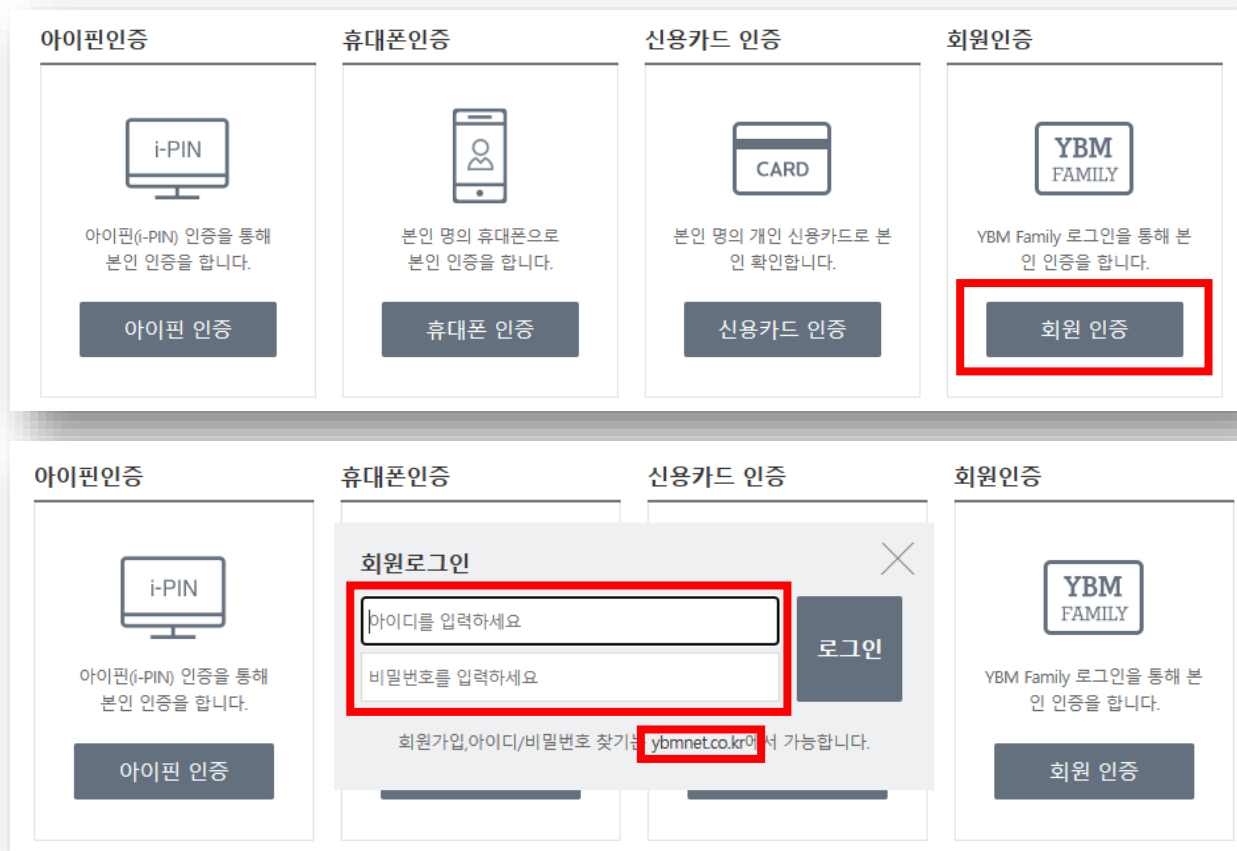 아이핀인증
휴대폰인증
신용카드 인증
회원인증
i-PIN
CARD
YBM
FAMILY
아이핀(i-PIN) 인증을 통해
본인 인증을 합니다.
본인 명의 휴대폰으로
본인 인증을 합니다.
본인 명의 개인 신용카드로 본
인 확인합니다.
YBM Family 로그인을 통해 본
인 인증을 합니다.
아이핀 인증
휴대폰 인증
신용카드 인증
회원 인증
아이핀인증
휴대폰인증
신용카드 인증
회원인증
i-PIN
아이핀(i-PIN) 인증을 통해
본인 인증을 합니다.
아이핀 인증
회원로그인
아이디를 입력하세요
비밀번호를 입력하세요
로그인
회원가입,아이디/비밀번호 찾기는 ybmnet.co.kr에서 가능합니다.
YBM
FAMILY
YBM Family 로그인을 통해 본
인 인증을 합니다.
회원 인증